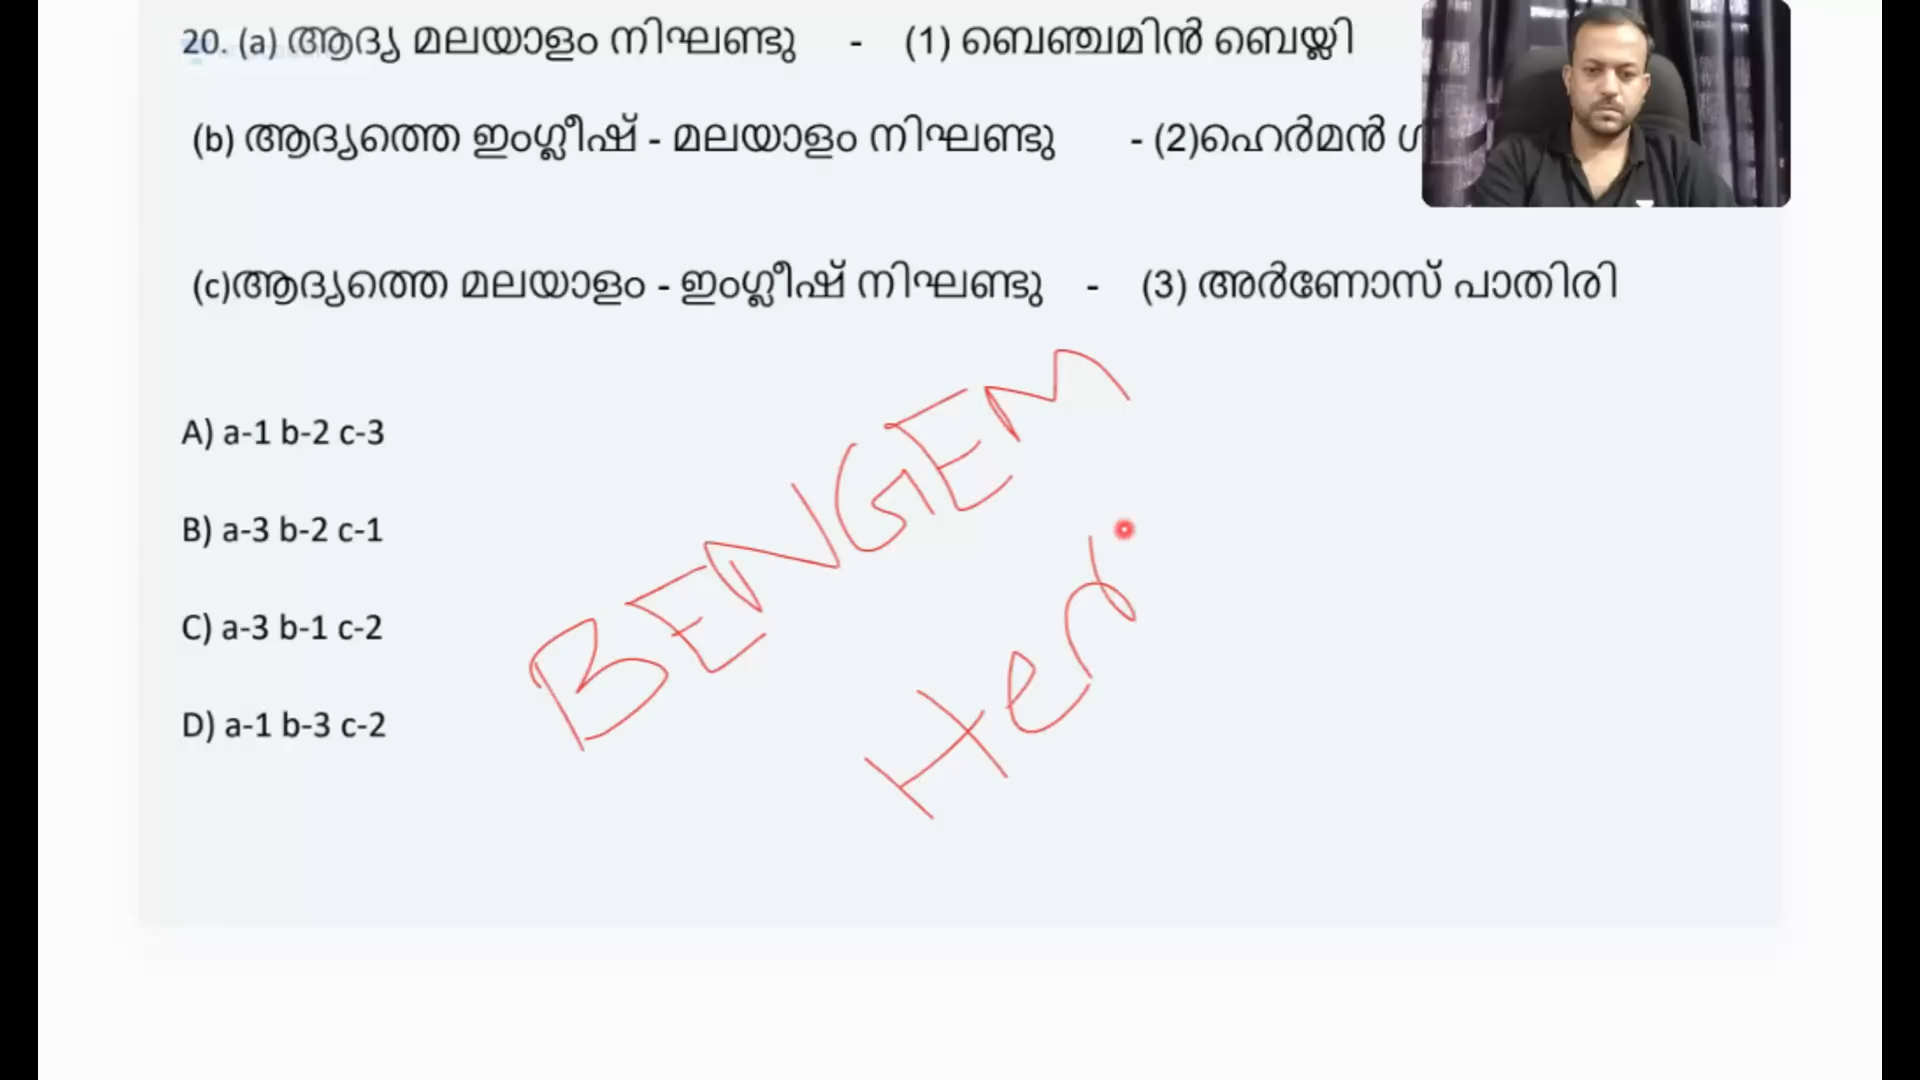 20. (a) ആദ്യ മലയാളം നിഘണ്ടു - (1) ബെഞ്ചമിൻ ബെയ്ലി
(b) ആദ്യത്തെ ഇംഗ്ലീഷ് - മലയാളം നിഘണ്ടു - (2)ഹെർമൻ
(c)ആദ്യത്തെ മലയാളം - ഇംഗ്ലീഷ് നിഘണ്ടു - (3) അർണോസ് പാതിരി
A) a-1 b-2 c-3
B) a-3 b-2 c-1
C) a-3 b-1 c-2
D) a-1 b-3 c-2
BENGEM
Her